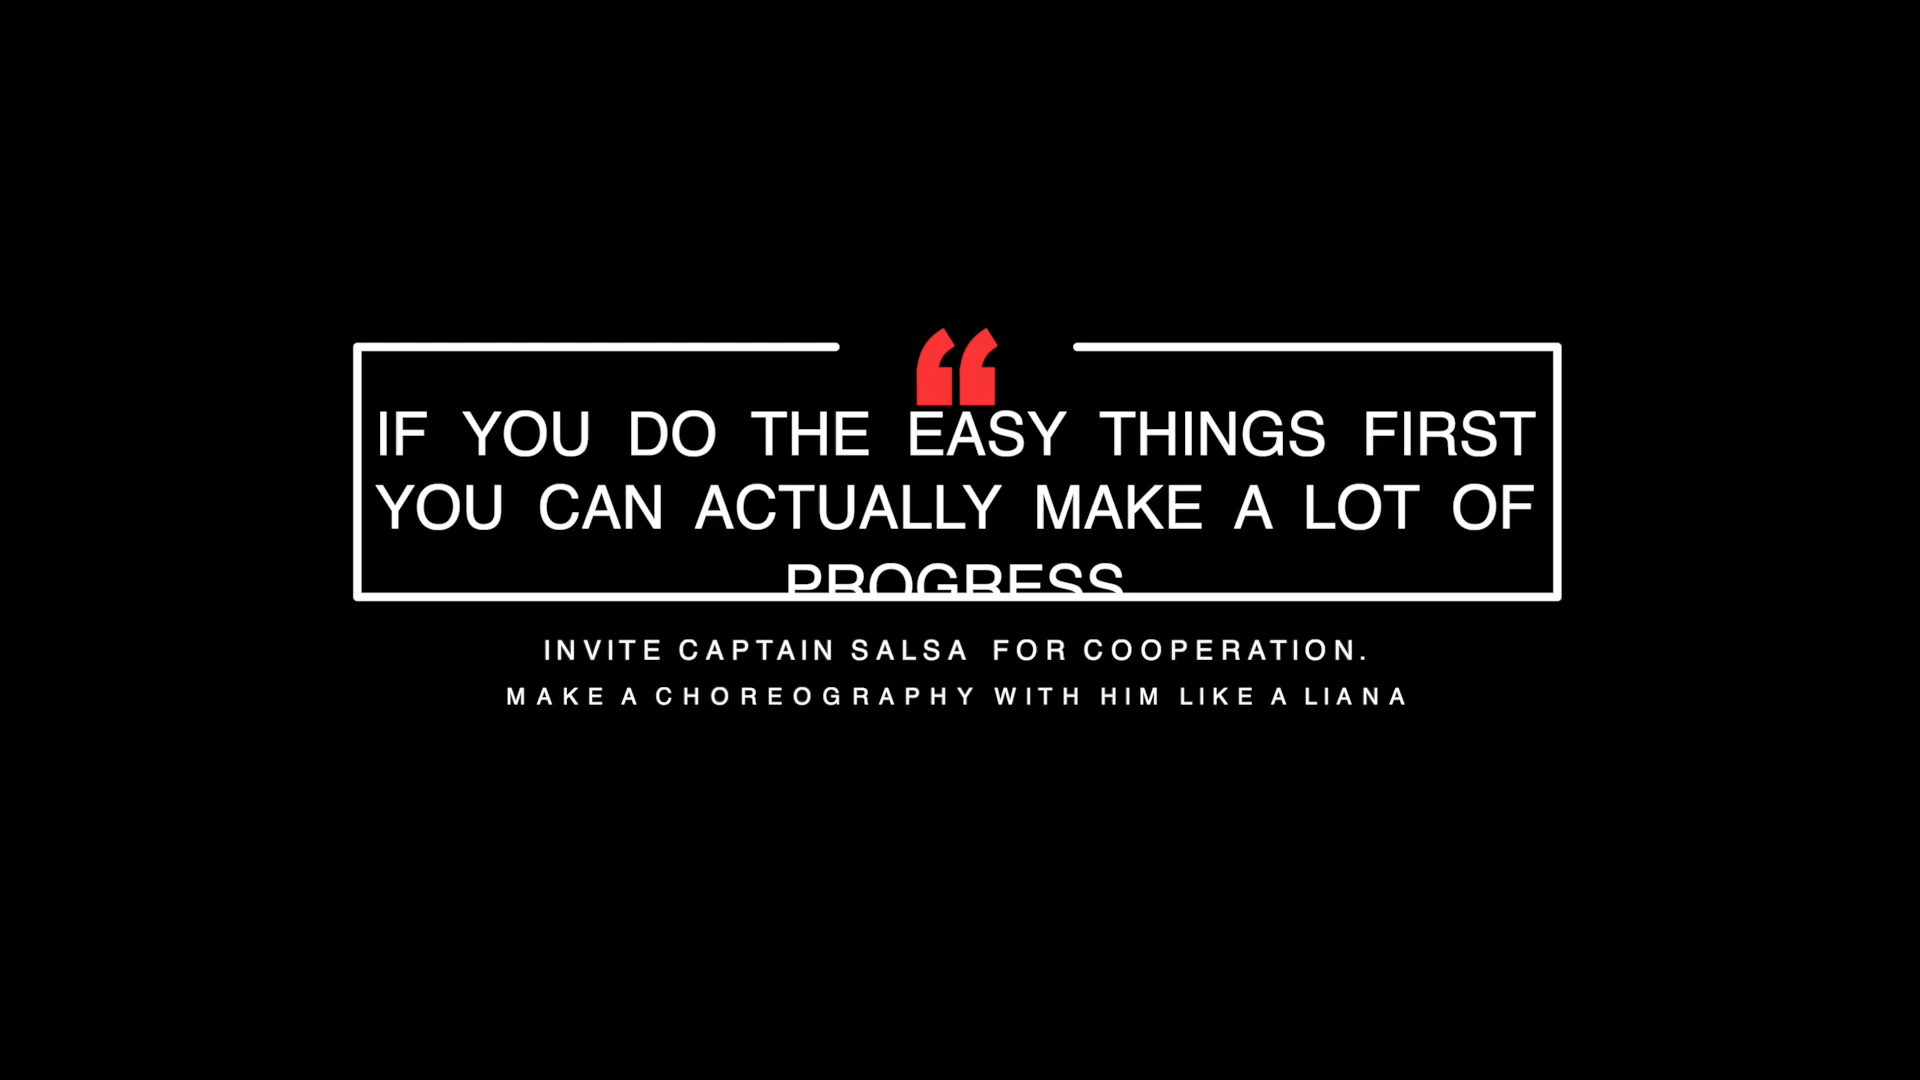 IF YOU DO THE EASY THINGS FIRST
YOU CAN ACTUALLY MAKE A LOT OF
PROGRESS
INVITE CAPTAIN SALSA FOR COOPERATION.
MAKE A CHOREOGRAPHY WITH HIM LIKE A LIANA